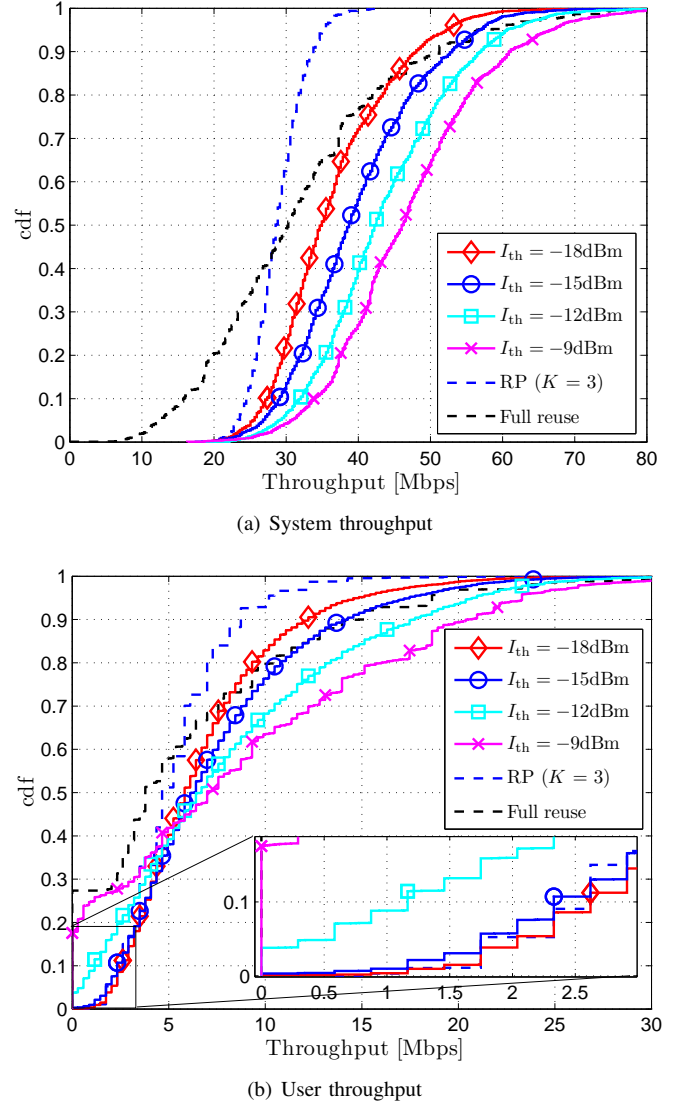 1
0.9
0.8
0.7
0.6
0.5
0.4
0.3
0.2
0.1
0
cdf
I_th = −18dBm
I_th = −15dBm
I_th = −12dBm
I_th = −9dBm
RP (K = 3)
Full reuse
0 10 20 30 40 50 60 70 80
Throughput [Mbps]
(a) System throughput
1
0.9
0.8
0.7
0.6
0.5
0.4
0.3
0.2
0.1
0
cdf
I_th = −18dBm
I_th = −15dBm
I_th = −12dBm
I_th = −9dBm
RP (K = 3)
Full reuse
0.1
0
0 0.5 1 1.5 2 2.5
0 5 10 15 20 25 30
Throughput [Mbps]
(b) User throughput